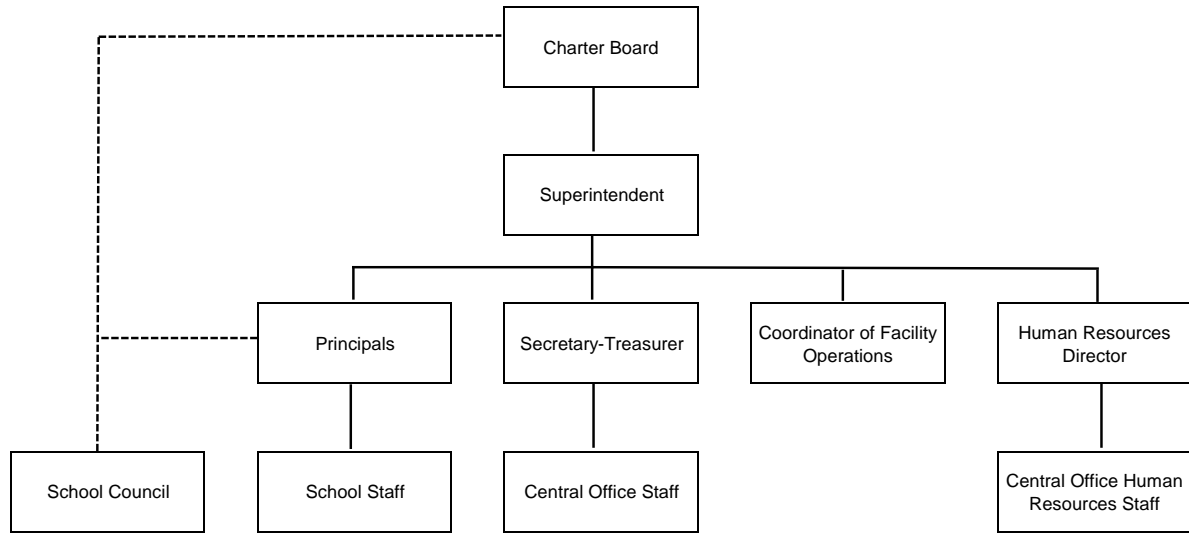 Charter Board
Superintendent
Principals
Secretary-Treasurer
Coordinator of Facility
Operations
Human Resources
Director
School Council
School Staff
Central Office Staff
Central Office Human
Resources Staff